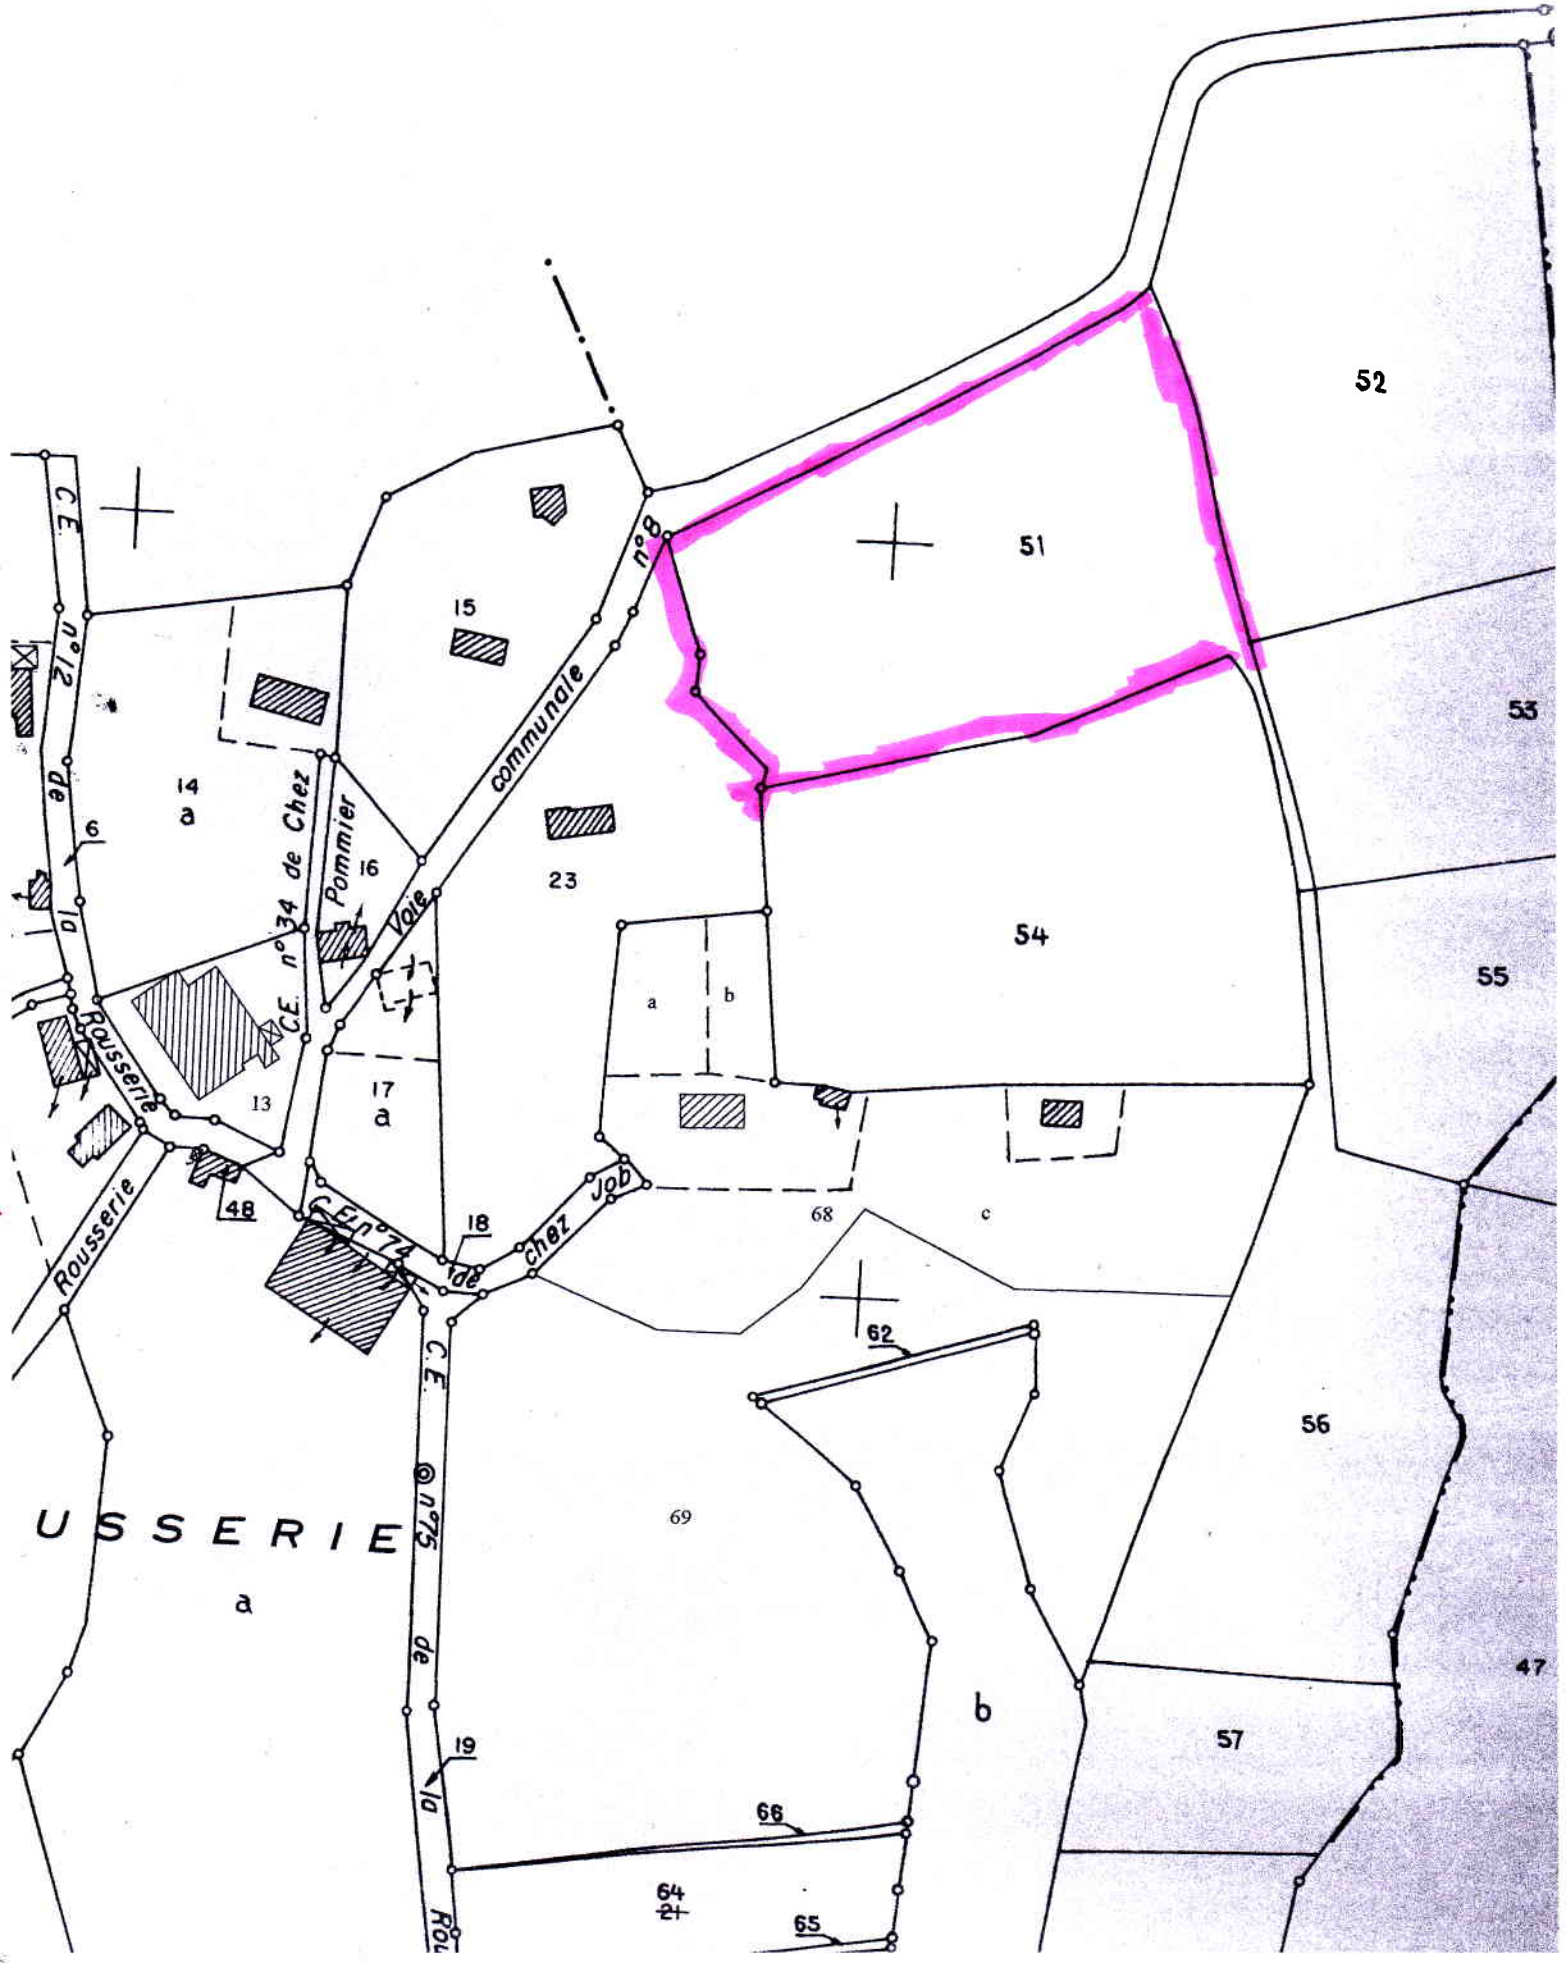 52
51
n° 8
C.E.
n° 12
de
la
Rousserie
15
communale
Voie
53
14
a
6
C.E. n° 34 de Chez
Pommier
16
23
54
55
a
b
17
a
13
48
Rousserie
C.E. n° 74
18
de
chez
Job
68
c
62
C.E.
n° 75
de
la
56
69
USSERIE
a
47
b
57
19
66
64
21
65